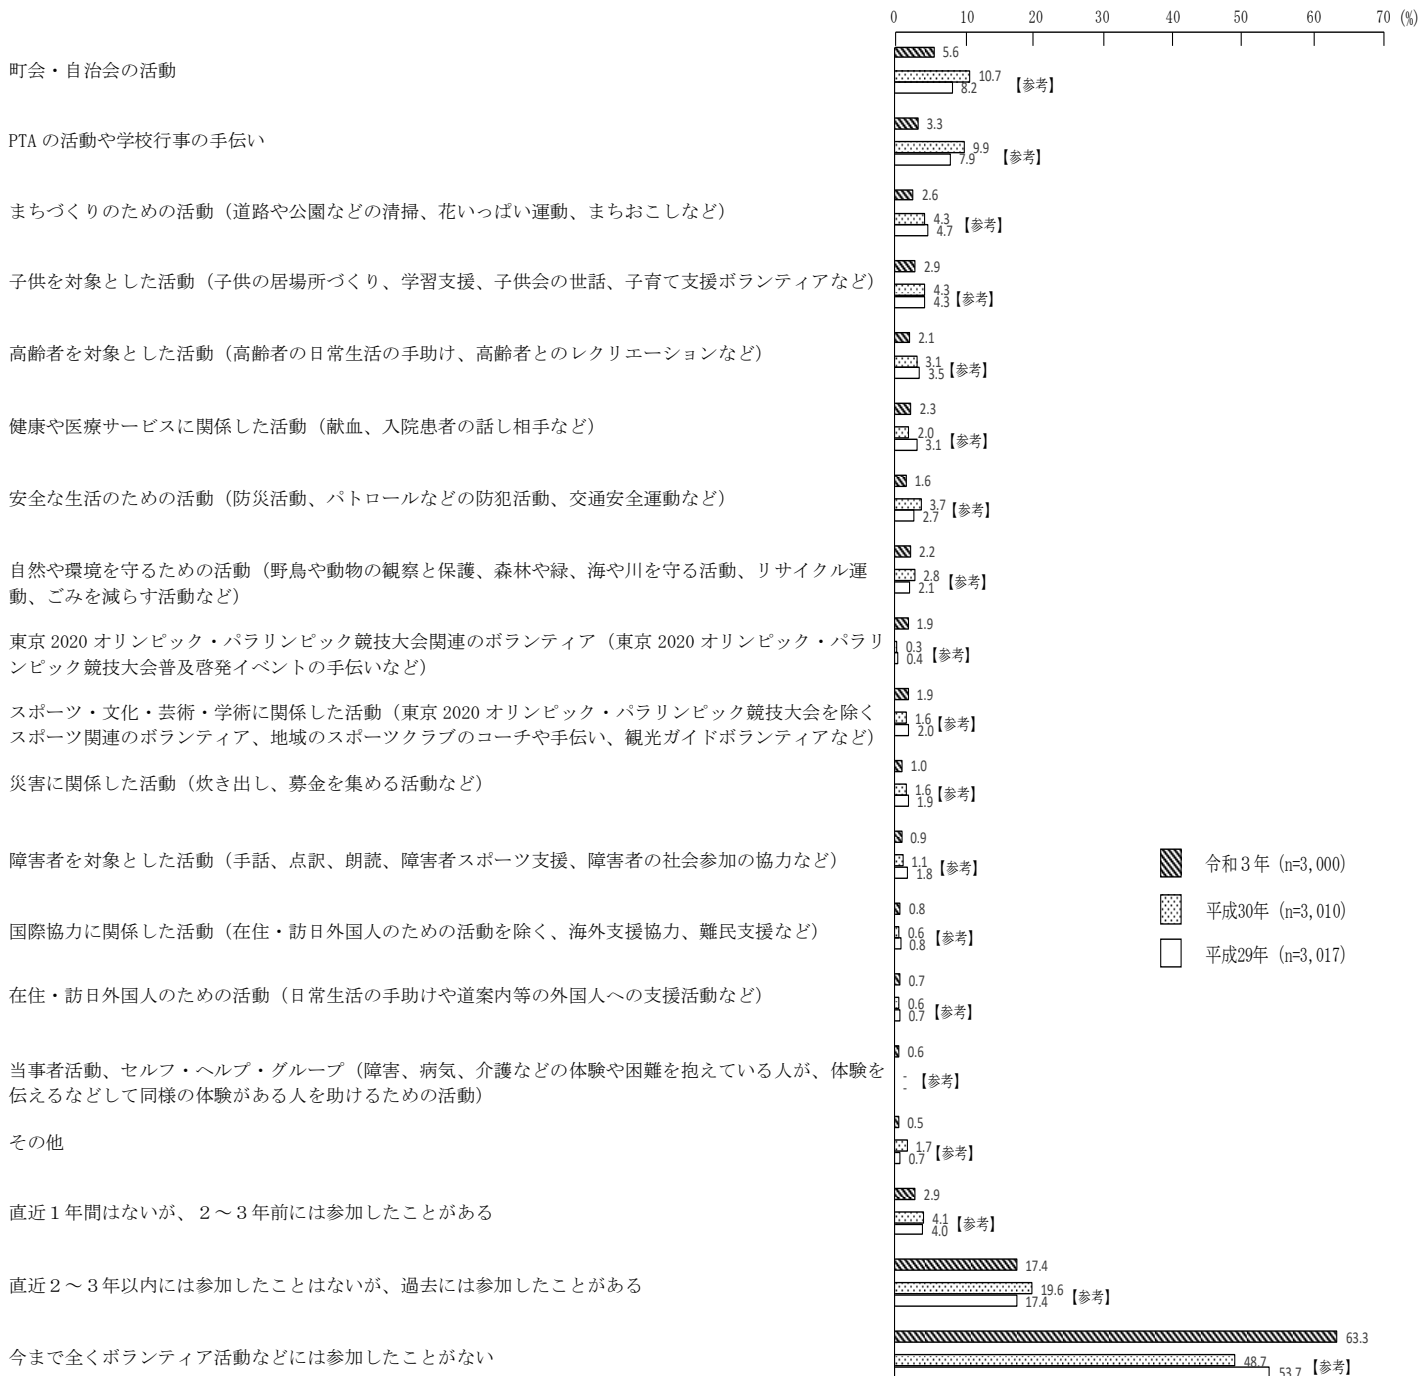 0 10 20 30 40 50 60 70 (%)
町会・自治会の活動
5.6
10.7
8.2
【参考】
PTA の活動や学校行事の手伝い
3.3
9.9
7.9
【参考】
まちづくりのための活動（道路や公園などの清掃、花いっぱい運動、まちおこしなど）
2.6
4.3
4.7
【参考】
子供を対象とした活動（子供の居場所づくり、学習支援、子供会の世話、子育て支援ボランティアなど）
2.9
4.3
4.3
【参考】
高齢者を対象とした活動（高齢者の日常生活の手助け、高齢者とのレクリエーションなど）
2.1
3.1
3.5
【参考】
健康や医療サービスに関係した活動（献血、入院患者の話し相手など）
2.3
2.0
3.1
【参考】
安全な生活のための活動（防災活動、パトロールなどの防犯活動、交通安全運動など）
1.6
3.7
2.7
【参考】
自然や環境を守るための活動（野鳥や動物の観察と保護、森林や緑、海や川を守る活動、リサイクル運
動、ごみを減らす活動など）
2.2
2.8
2.1
【参考】
東京 2020 オリンピック・パラリンピック競技大会関連のボランティア（東京 2020 オリンピック・パラリ
ンピック競技大会普及啓発イベントの手伝いなど）
1.9
0.3
0.4
【参考】
スポーツ・文化・芸術・学術に関係した活動（東京 2020 オリンピック・パラリンピック競技大会を除く
スポーツ関連のボランティア、地域のスポーツクラブのコーチや手伝い、観光ガイドボランティアなど）
1.9
1.6
2.0
【参考】
災害に関係した活動（炊き出し、募金を集める活動など）
1.0
1.6
1.9
【参考】
障害者を対象とした活動（手話、点訳、朗読、障害者スポーツ支援、障害者の社会参加の協力など）
0.9
1.1
1.8
【参考】
国際協力に関係した活動（在住・訪日外国人のための活動を除く、海外支援協力、難民支援など）
0.8
0.6
0.8
【参考】
在住・訪日外国人のための活動（日常生活の手助けや道案内等の外国人への支援活動など）
0.7
0.6
0.7
【参考】
当事者活動、セルフ・ヘルプ・グループ（障害、病気、介護などの体験や困難を抱えている人が、体験を
伝えるなどして同様の体験がある人を助けるための活動）
0.6
-
-
【参考】
その他
0.5
1.7
0.7
【参考】
直近１年間はないが、２～３年前には参加したことがある
2.9
4.1
4.0
【参考】
直近２～３年以内には参加したことはないが、過去には参加したことがある
17.4
19.6
17.4
【参考】
今まで全くボランティア活動などには参加したことがない
63.3
48.7
53.7
【参考】
令和３年 (n=3,000)
平成30年 (n=3,010)
平成29年 (n=3,017)